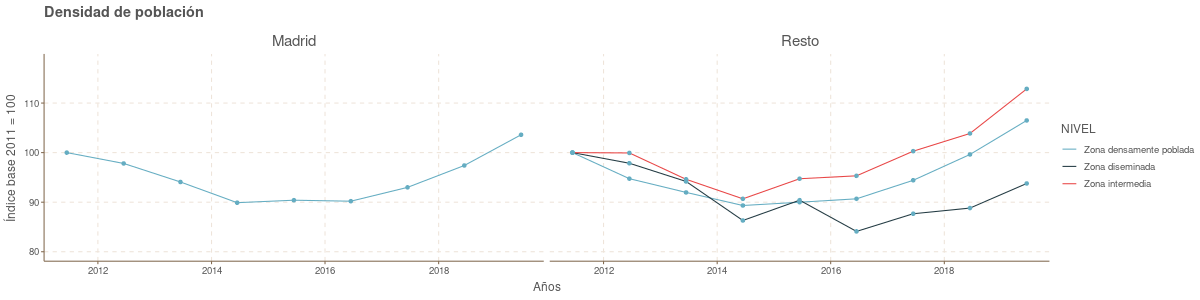 Densidad de población
Madrid
Resto
Índice base 2011 = 100
110
100
90
80
2012
2014
2016
2018
2012
2014
2016
2018
Años
NIVEL
Zona densamente poblada
Zona diseminada
Zona intermedia